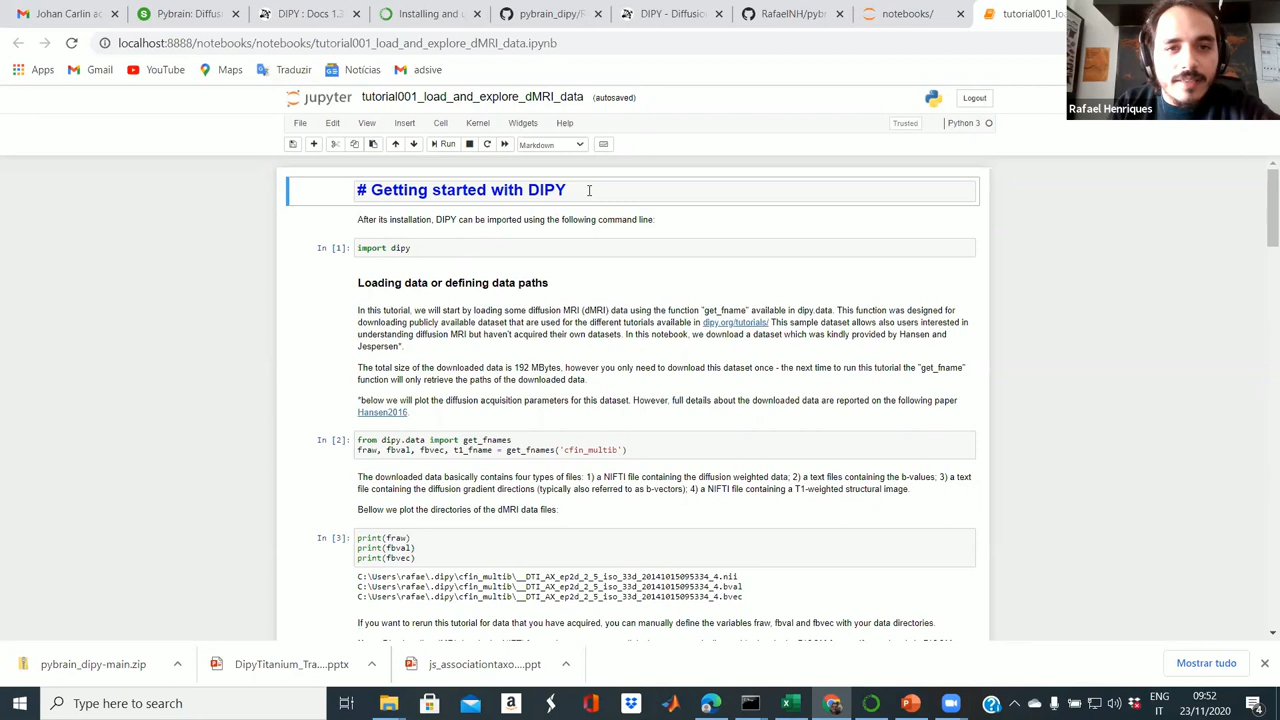 Johan Carlin ac
Pybrain: Diffus
DIPY : Docs 1.3.
Installing and u
pybrain_dipy/m
DIPY - Diffusio
RafaelNH/pybr
notebooks/
tutorial001_loa
localhost:8888/notebooks/notebooks/tutorial001_load_and_explore_dMRI_data.ipynb
Apps
Gmail
YouTube
Maps
Traduzir
Notícias
adsive
Rafael Henriques
jupyter
tutorial001_load_and_explore_dMRI_data
(autosaved)
Logout
File Edit View Insert Cell Kernel Widgets Help
Trusted
Python 3
Run
Markdown
# Getting started with DIPY
After its installation, DIPY can be imported using the following command line:
In [1]: import dipy
Loading data or defining data paths
In this tutorial, we will start by loading some diffusion MRI (dMRI) data using the function "get_fname" available in dipy.data. This function was designed for
downloading publicly available dataset that are used for the different tutorials available in dipy.org/tutorials/ This sample dataset allows also users interested in
understanding diffusion MRI but haven't acquired their own datasets. In this notebook, we download a dataset which was kindly provided by Hansen and
Jespersen*.
The total size of the downloaded data is 192 MBytes, however you only need to download this dataset once - the next time to run this tutorial the "get_fname"
function will only retrieve the paths of the downloaded data.
*below we will plot the diffusion acquisition parameters for this dataset. However, full details about the downloaded data are reported on the following paper
Hansen2016.
In [2]: from dipy.data import get_fnames
fraw, fbval, fbvec, t1_fname = get_fnames('cfin_multib')
The downloaded data basically contains four types of files: 1) a NIFTI file containing the diffusion weighted data; 2) a text files containing the b-values; 3) a text
file containing the diffusion gradient directions (typically also referred to as b-vectors); 4) a NIFTI file containing a T1-weighted structural image.
Bellow we plot the directories of the dMRI data files:
In [3]: print(fraw)
print(fbval)
print(fbvec)
C:\Users\rafae\.dipy\cfin_multib\__DTI_AX_ep2d_2_5_iso_33d_20141015095334_4.nii
C:\Users\rafae\.dipy\cfin_multib\__DTI_AX_ep2d_2_5_iso_33d_20141015095334_4.bval
C:\Users\rafae\.dipy\cfin_multib\__DTI_AX_ep2d_2_5_iso_33d_20141015095334_4.bvec
If you want to rerun this tutorial for data that you have acquired, you can manually define the variables fraw, fbval and fbvec with your data directories.
pybrain_dipy-main.zip
DipyTitanium_Tra....pptx
js_associationtaxo....ppt
Mostrar tudo
Type here to search
ENG
IT
09:52
23/11/2020
4